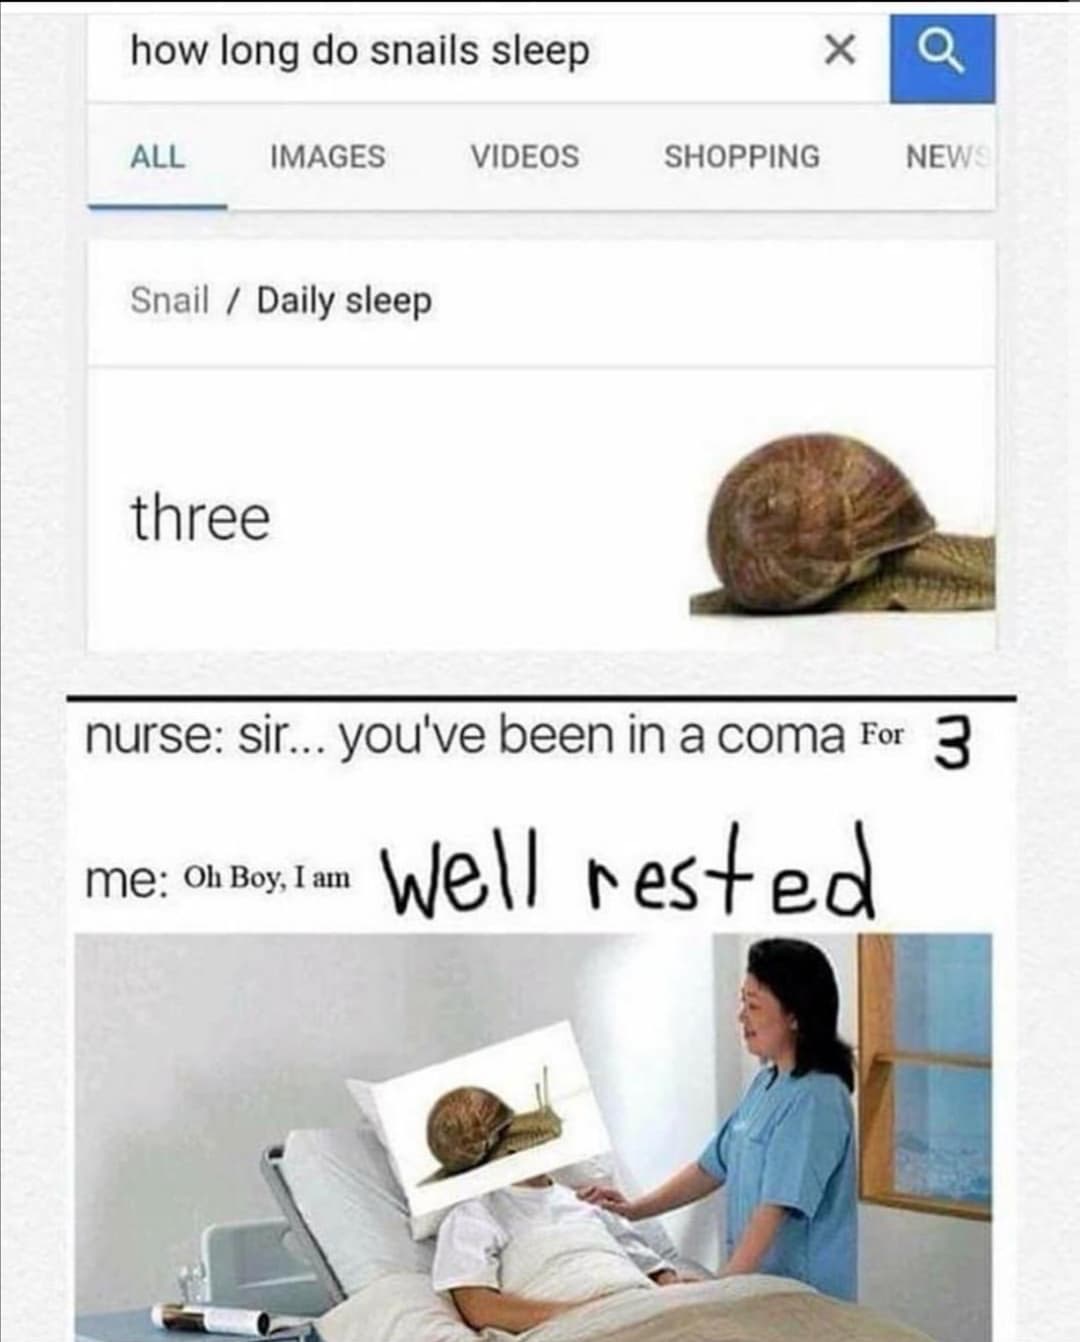 how long do snails sleep
ALL IMAGES VIDEOS SHOPPING NEWS
Snail / Daily sleep
three
nurse: sir... you've been in a coma For 3
me: Oh Boy, I am Well rested